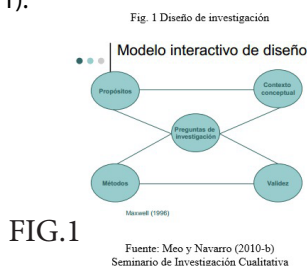 1).
Fig. 1 Diseño de investigación
Modelo interactivo de diseño
Propósitos
Contexto
conceptual
Preguntas de
investigación
Métodos
Validez
Maxwell (1996)
FIG.1
Fuente: Meo y Navarro (2010-b)
Seminario de Investigación Cualitativa